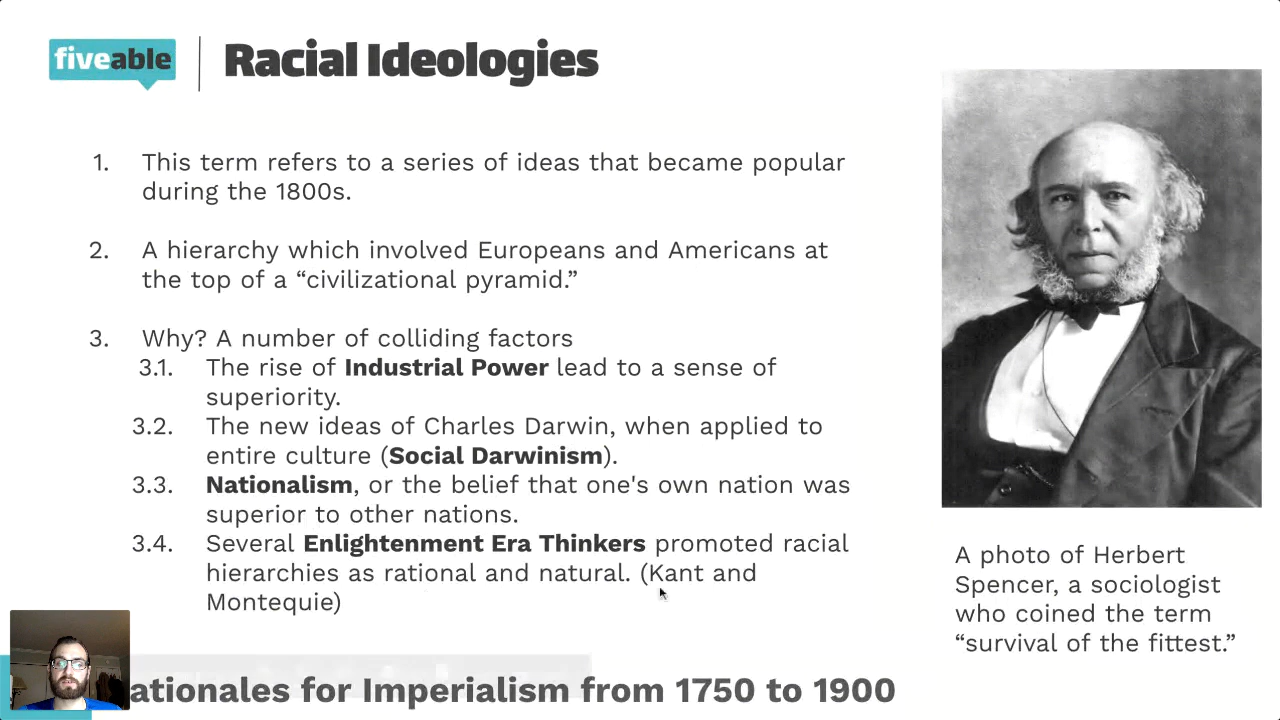 fiveable
Racial Ideologies
1. This term refers to a series of ideas that became popular
during the 1800s.
2. A hierarchy which involved Europeans and Americans at
the top of a “civilizational pyramid.”
3. Why? A number of colliding factors
3.1. The rise of Industrial Power lead to a sense of
superiority.
3.2. The new ideas of Charles Darwin, when applied to
entire culture (Social Darwinism).
3.3. Nationalism, or the belief that one's own nation was
superior to other nations.
3.4. Several Enlightenment Era Thinkers promoted racial
hierarchies as rational and natural. (Kant and
Montequie)
A photo of Herbert
Spencer, a sociologist
who coined the term
“survival of the fittest.”
ationales for Imperialism from 1750 to 1900